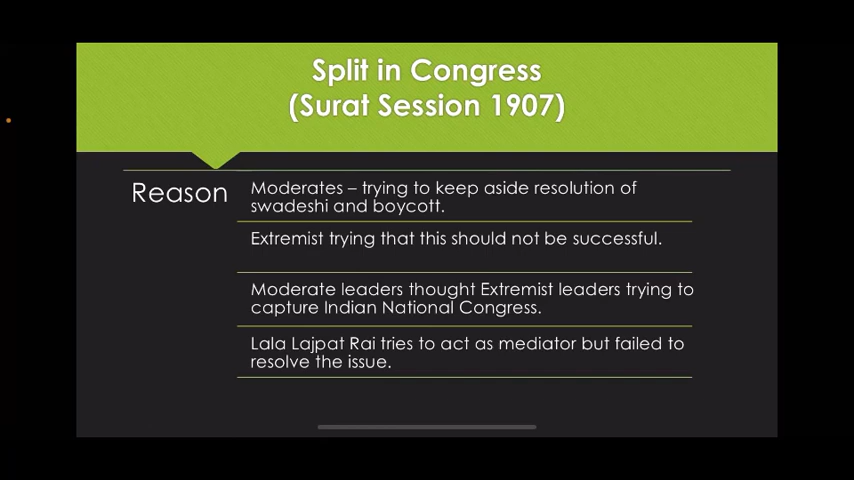 Split in Congress
(Surat Session 1907)
Reason
Moderates – trying to keep aside resolution of
swadeshi and boycott.
Extremist trying that this should not be successful.
Moderate leaders thought Extremist leaders trying to
capture Indian National Congress.
Lala Lajpat Rai tries to act as mediator but failed to
resolve the issue.